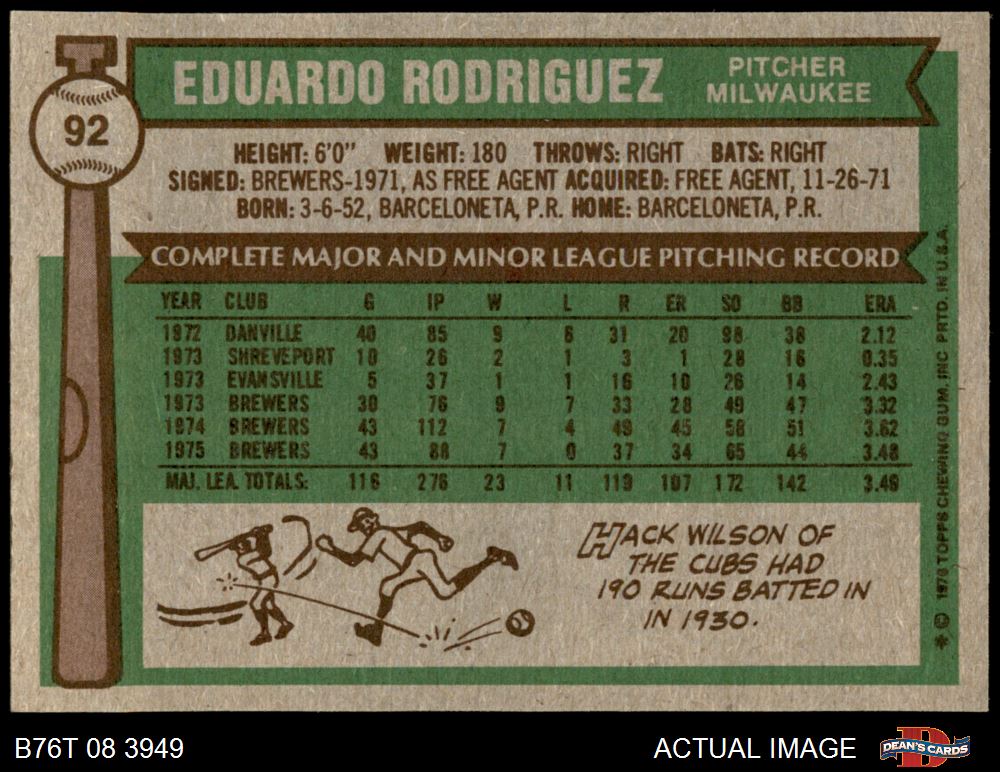 92
EDUARDO RODRIGUEZ
PITCHER
MILWAUKEE
HEIGHT: 6'0" WEIGHT: 180 THROWS: RIGHT BATS: RIGHT
SIGNED: BREWERS-1971, AS FREE AGENT ACQUIRED: FREE AGENT, 11-26-71
BORN: 3-6-52, BARCELONETA, P.R. HOME: BARCELONETA, P.R.
COMPLETE MAJOR AND MINOR LEAGUE PITCHING RECORD
YEAR CLUB G IP W L R ER SO BB ERA
1972 DANVILLE 40 85 9 6 31 20 98 38 2.12
1973 SHREVEPORT 10 26 2 1 3 1 28 16 0.35
1973 EVANSVILLE 5 37 1 1 16 10 26 14 2.43
1973 BREWERS 30 76 9 7 33 28 49 47 3.32
1974 BREWERS 43 112 7 4 49 45 58 51 3.62
1975 BREWERS 43 88 7 0 37 34 65 44 3.48
MAJ. LEA. TOTALS: 116 276 23 11 119 107 172 142 3.49
HACK WILSON OF
THE CUBS HAD
190 RUNS BATTED IN
IN 1930.
* © 1976 TOPPS CHEWING GUM, INC PRTD. IN U.S.A.
B76T 08 3949
ACTUAL IMAGE
DEAN'S CARDS